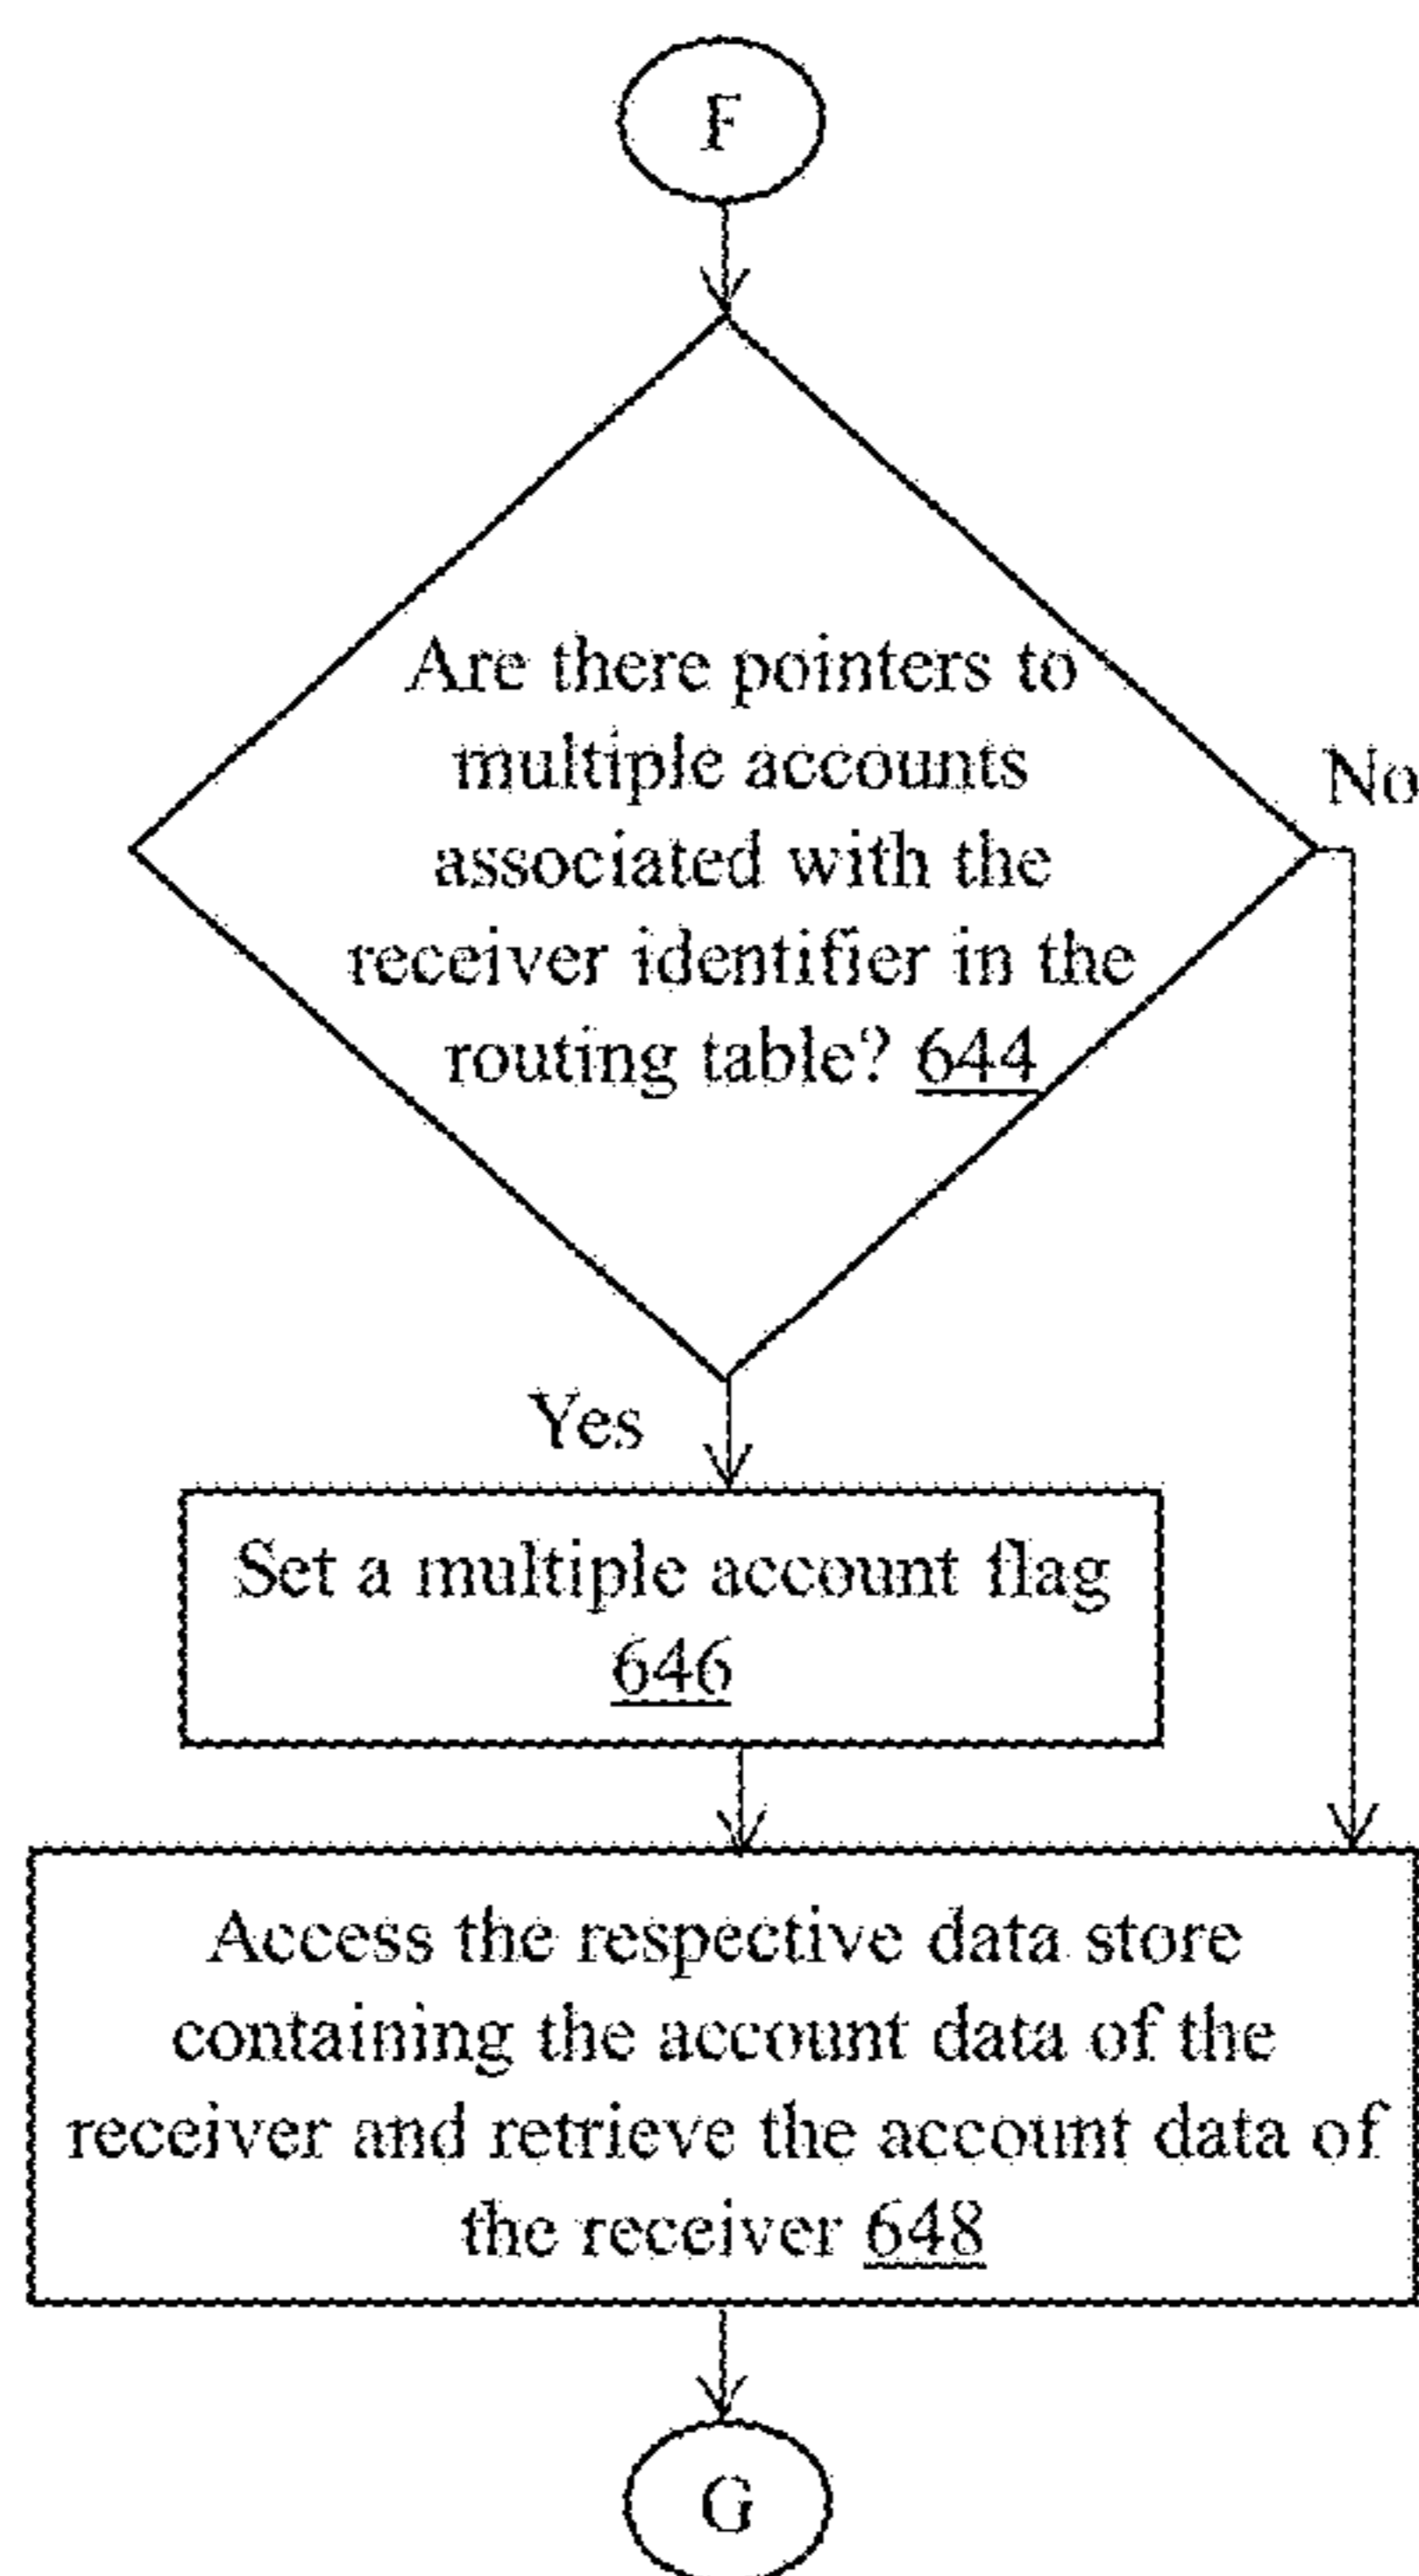 F
Are there pointers to
multiple accounts
associated with the
receiver identifier in the
routing table? 644
No
Yes
Set a multiple account flag
646
Access the respective data store
containing the account data of the
receiver and retrieve the account data of
the receiver 648
G